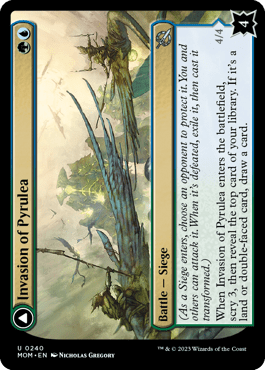 Invasion of Pyrulea
Battle – Siege
(As a Siege enters, choose an opponent to protect it. You and
others can attack it. When it's defeated, exile it, then cast it
transformed.)
When Invasion of Pyrulea enters the battlefield,
scry 3, then reveal the top card of your library. If it's a
land or double-faced card, draw a card.
4/4
4
U 0240
MOM • EN Nicholas Gregory
™ & © 2023 Wizards of the Coast